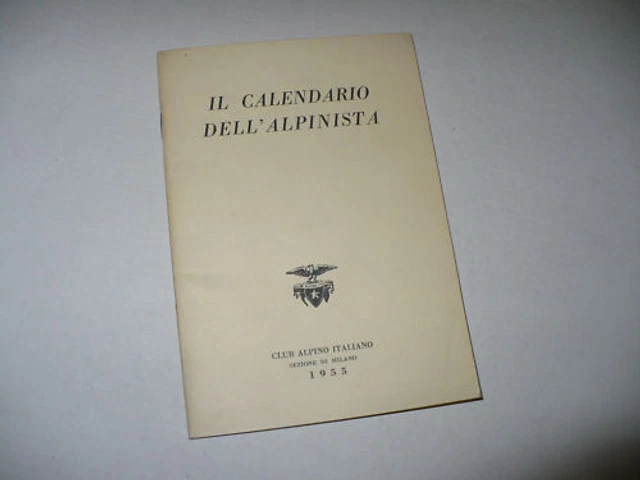 IL CALENDARIO
DELL'ALPINISTA
CLUB ALPINO ITALIANO
SEZIONE DI MILANO
1955